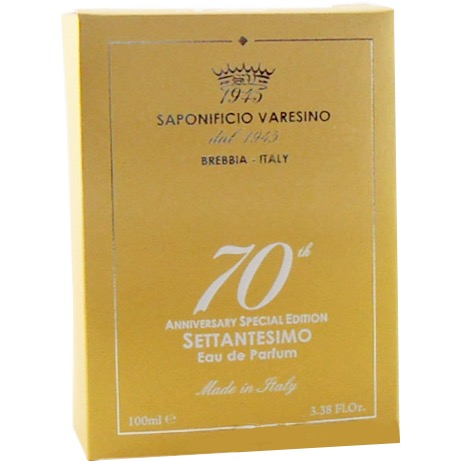 SV
1945
SAPONIFICIO VARESINO
dal 1945
BREBBIA - ITALY
70th
ANNIVERSARY SPECIAL EDITION
SETTANTESIMO
Eau de Parfum
Made in Italy
100ml ℮ 3.38 Fl.Oz.